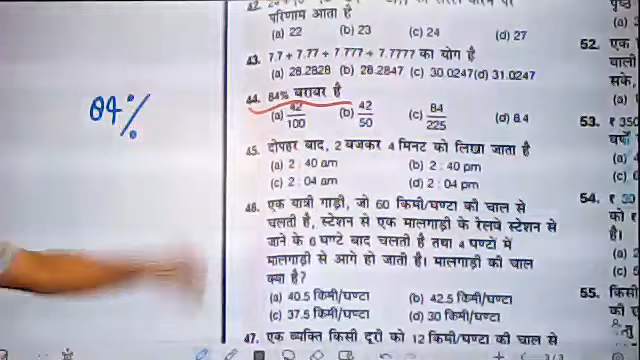 परिणाम आता है
(a) 22 (b) 23 (c) 24 (d) 27
43. 7.7 + 7.77 + 7.777 + 7.7777 का योग है
(a) 28.2828 (b) 28.2847 (c) 30.0247 (d) 31.0247
44. 84% बराबर है
(a) 42/100 (b) 42/50 (c) 84/225 (d) 8.4
45. दोपहर बाद, 2 बजकर 4 मिनट को लिखा जाता है
(a) 2 : 40 am (b) 2 : 40 pm
(c) 2 : 04 am (d) 2 : 04 pm
46. एक यात्री गाड़ी, जो 60 किमी/घण्टा की चाल से
चलती है, स्टेशन से एक मालगाड़ी के रेलवे स्टेशन से
जाने के 6 घण्टे बाद चलती है तथा 4 घण्टों में
मालगाड़ी से आगे हो जाती है। मालगाड़ी की चाल
क्या है?
(a) 40.5 किमी/घण्टा (b) 42.5 किमी/घण्टा
(c) 37.5 किमी/घण्टा (d) 30 किमी/घण्टा
47. एक व्यक्ति किसी दूरी को 12 किमी/घण्टा की चाल से
84%
52. एक
वाली
सके,
(a)
53. ₹ 350
(a)
(c)
54. ₹ 30
को
है।
(a)
(c)
55. किसी
की